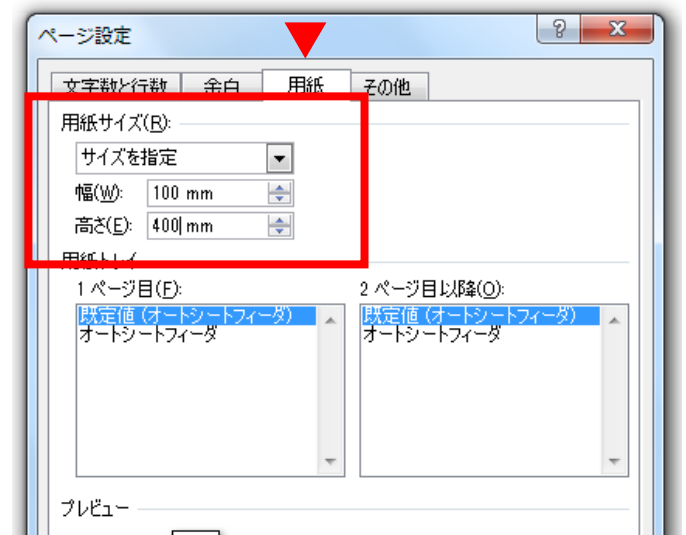 ページ設定
文字数と行数 余白 用紙 その他
用紙サイズ(R):
サイズを指定
幅(W): 100 mm
高さ(E): 400 mm
用紙トレイ
1 ページ目(F): 2 ページ目以降(O):
既定値 (オートシートフィーダ) 既定値 (オートシートフィーダ)
オートシートフィーダ オートシートフィーダ
プレビュー